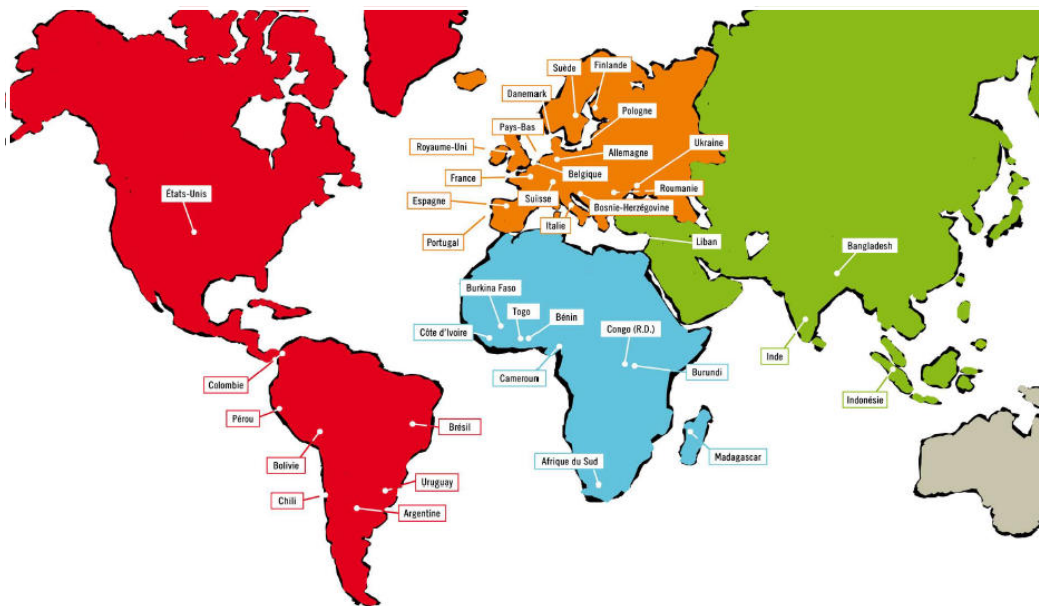 Suède
Finlande
Danemark
Pologne
Pays-Bas
Ukraine
Royaume-Uni
Allemagne
France
Belgique
Roumanie
États-Unis
Espagne
Suisse
Bosnie-Herzégovine
Italie
Portugal
Liban
Bangladesh
Burkina Faso
Togo
Bénin
Côte d'Ivoire
Congo (R.D.)
Inde
Cameroun
Burundi
Colombie
Indonésie
Pérou
Brésil
Madagascar
Afrique du Sud
Bolivie
Uruguay
Chili
Argentine